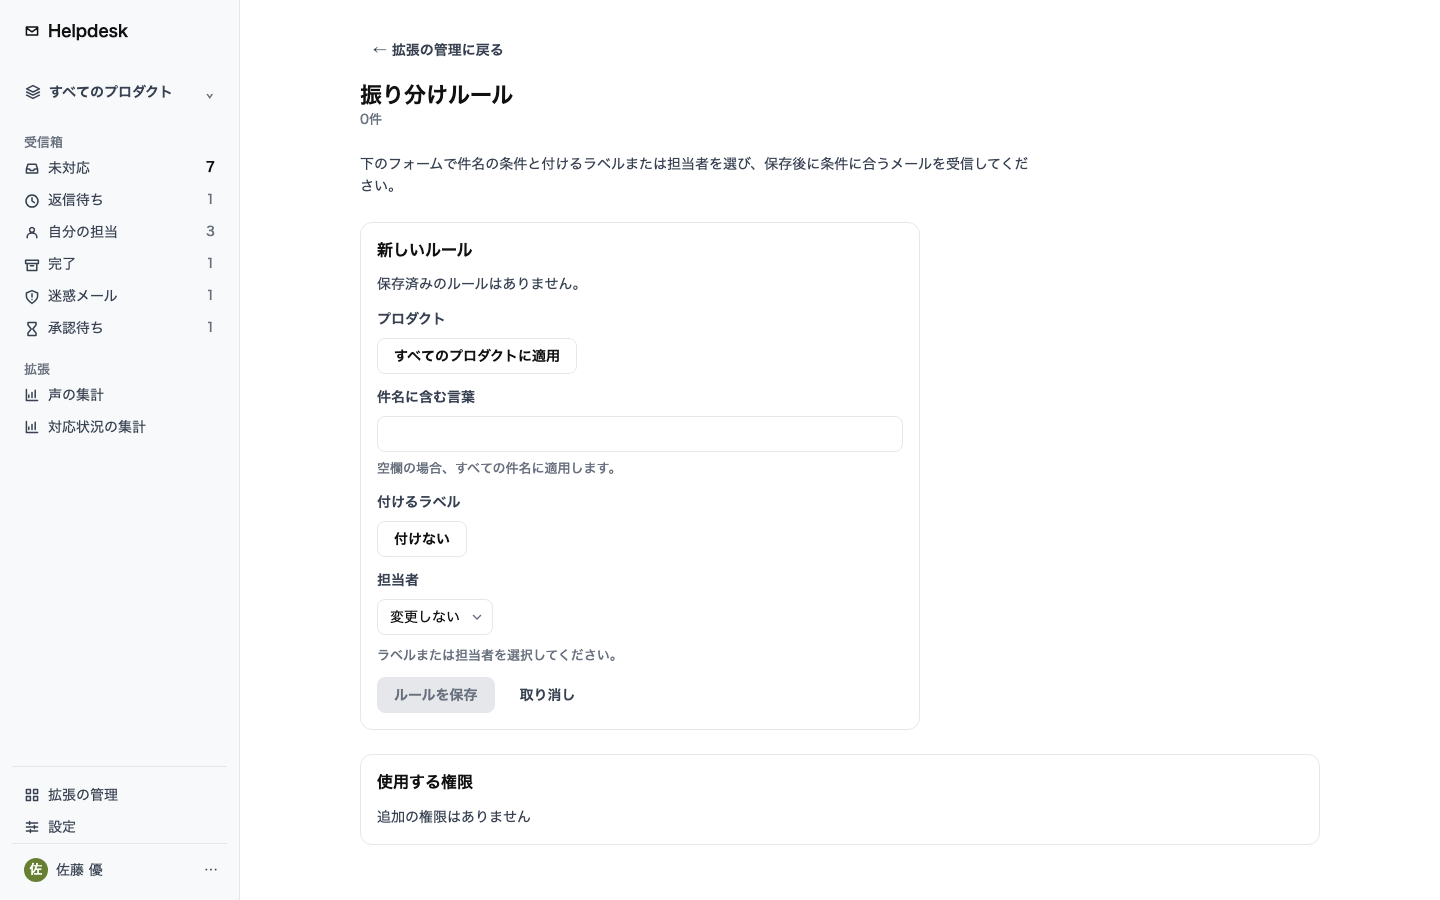 Helpdesk
すべてのプロダクト
受信箱
未対応 7
返信待ち 1
自分の担当 3
完了 1
迷惑メール 1
承認待ち 1
拡張
声の集計
対応状況の集計
拡張の管理
設定
佐 佐藤 優 …
← 拡張の管理に戻る
振り分けルール
0件
下のフォームで件名の条件と付けるラベルまたは担当者を選び、保存後に条件に合うメールを受信してくだ
さい。
新しいルール
保存済みのルールはありません。
プロダクト
すべてのプロダクトに適用
件名に含む言葉
空欄の場合、すべての件名に適用します。
付けるラベル
付けない
担当者
変更しない
ラベルまたは担当者を選択してください。
ルールを保存 取り消し
使用する権限
追加の権限はありません